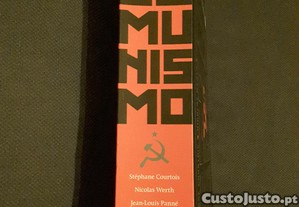 MU
NIS
MO
Stéphane Courtois
Nicolas Werth
Jean-Louis Panné
CustoJusto.pt